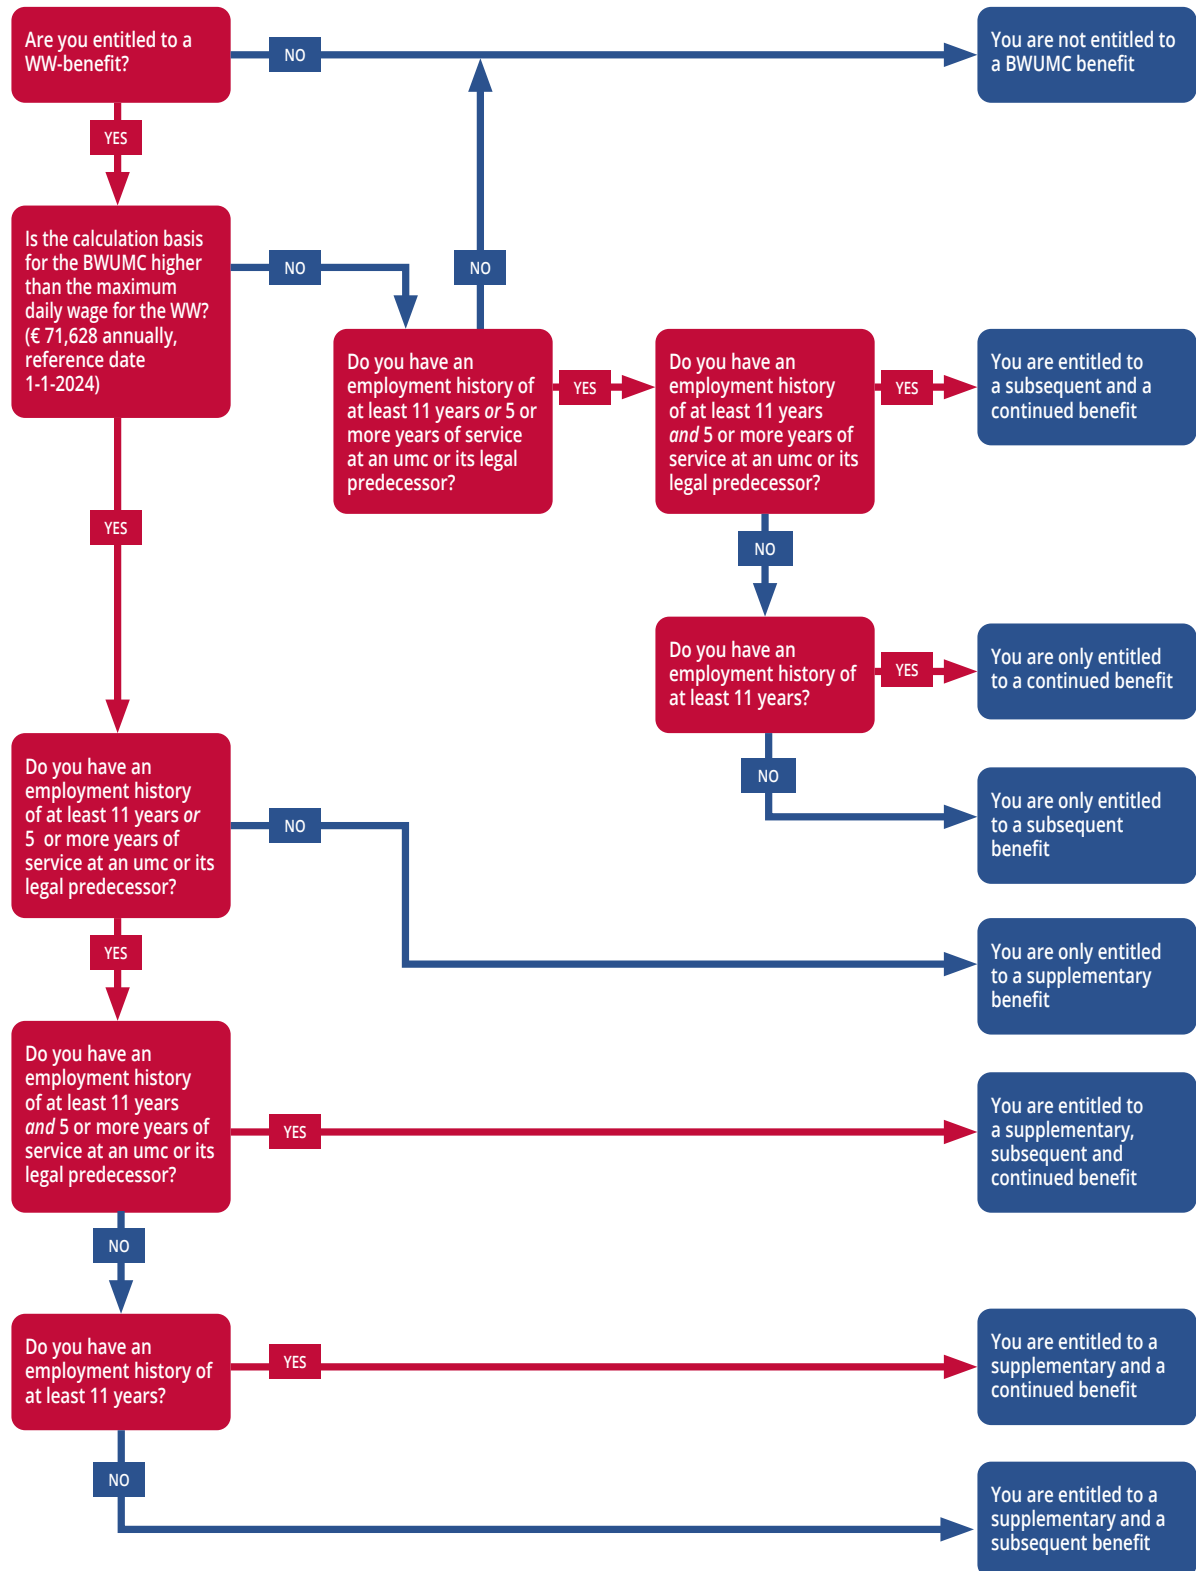 Are you entitled to a
WW-benefit?
NO
You are not entitled to
a BWUMC benefit
YES
Is the calculation basis
for the BWUMC higher
than the maximum
daily wage for the WW?
(€ 71,628 annually,
reference date
1-1-2024)
NO
NO
Do you have an
employment history of
at least 11 years or 5 or
more years of service
at an umc or its legal
predecessor?
YES
Do you have an
employment history
of at least 11 years
and 5 or more years of
service at an umc or its
legal predecessor?
YES
You are entitled to
a subsequent and a
continued benefit
YES
NO
Do you have an
employment history of
at least 11 years?
YES
You are only entitled
to a continued benefit
NO
You are only entitled
to a subsequent
benefit
Do you have an
employment history
of at least 11 years or
5  or more years of
service at an umc or its
legal predecessor?
NO
You are only entitled
to a supplementary
benefit
YES
Do you have an
employment history
of at least 11 years
and 5 or more years of
service at an umc or its
legal predecessor?
YES
You are entitled to
a supplementary,
subsequent and
continued benefit
NO
Do you have an
employment history of
at least 11 years?
YES
You are entitled to a
supplementary and a
continued benefit
NO
You are entitled to a
supplementary and a
subsequent benefit